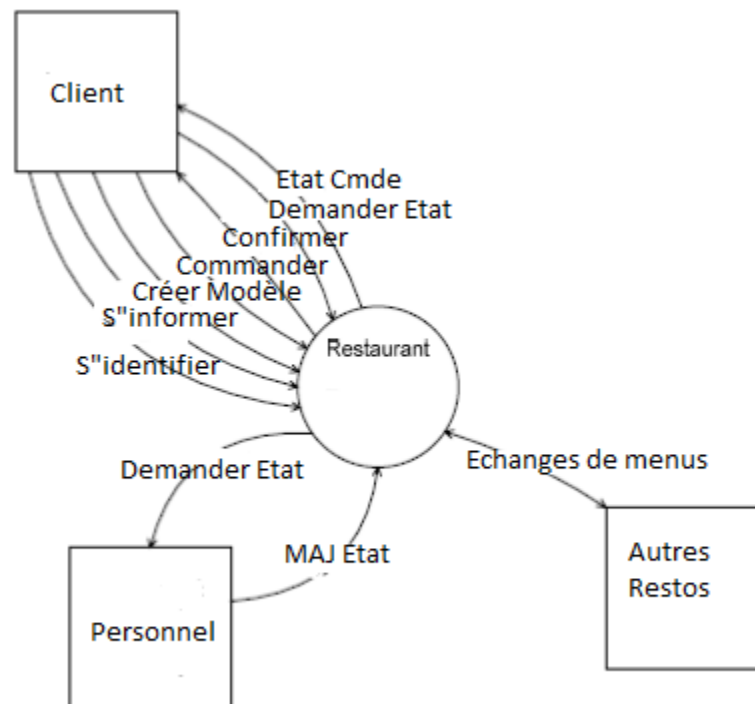 Client
Etat Cmde
Demander Etat
Confirmer
Commander
Créer Modèle
S"informer
S"identifier
Restaurant
Demander Etat
Echanges de menus
MAJ Etat
Autres
Restos
Personnel